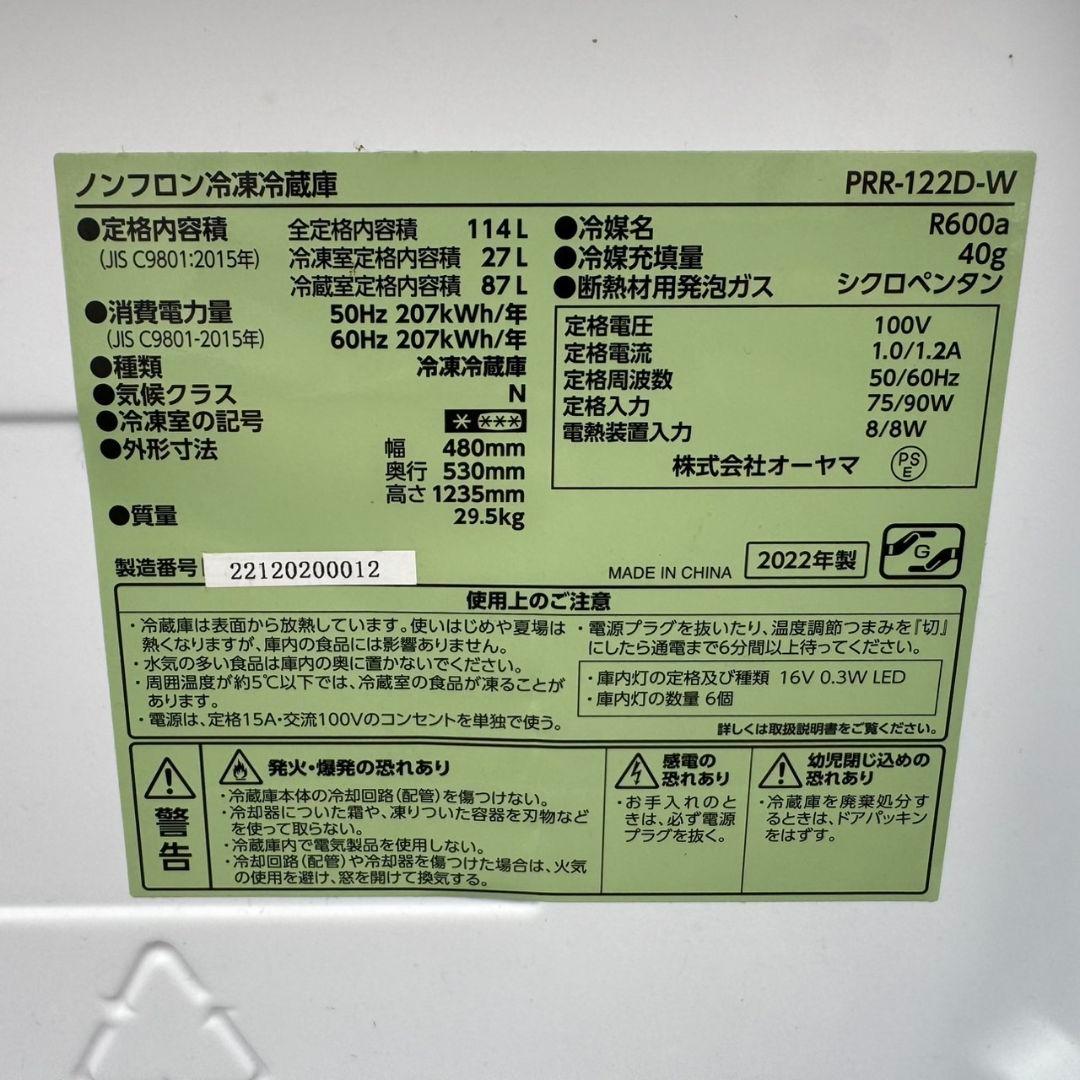 ノンフロン冷凍冷蔵庫 PRR-122D-W
●定格内容積 全定格内容積 114 L
(JIS C9801:2015年) 冷凍室定格内容積 27 L
冷蔵室定格内容積 87 L
●消費電力量 50Hz 207kWh/年
(JIS C9801-2015年) 60Hz 207kWh/年
●種類 冷凍冷蔵庫
●気候クラス N
●冷凍室の記号 * ***
●外形寸法 幅 480mm
奥行 530mm
高さ 1235mm
●質量 29.5kg
●冷媒名 R600a
●冷媒充填量 40g
●断熱材用発泡ガス シクロペンタン
定格電圧 100V
定格電流 1.0/1.2A
定格周波数 50/60Hz
定格入力 75/90W
電熱装置入力 8/8W
株式会社オーヤマ PSE
製造番号 22120200012 MADE IN CHINA 2022年製 G
使用上のご注意
・冷蔵庫は表面から放熱しています。使いはじめや夏場は
熱くなりますが、庫内の食品には影響ありません。
・水気の多い食品は庫内の奥に置かないでください。
・周囲温度が約5℃以下では、冷蔵室の食品が凍ることが
あります。
・電源は、定格15A・交流100Vのコンセントを単独で使う。
・電源プラグを抜いたり、温度調節つまみを『切』
にしたら通電まで6分間以上待ってください。
・庫内灯の定格及び種類 16V 0.3W LED
・庫内灯の数量 6個
詳しくは取扱説明書をご覧ください。
警告
発火・爆発の恐れあり
・冷蔵庫本体の冷却回路(配管)を傷つけない。
・冷却器についた霜や、凍りついた容器を刃物など
を使って取らない。
・冷蔵庫内で電気製品を使用しない。
・冷却回路(配管)や冷却器を傷つけた場合は、火気
の使用を避け、窓を開けて換気する。
感電の
恐れあり
・お手入れのと
きは、必ず電源
プラグを抜く。
幼児閉じ込めの
恐れあり
・冷蔵庫を廃棄処分す
るときは、ドアパッキン
をはずす。